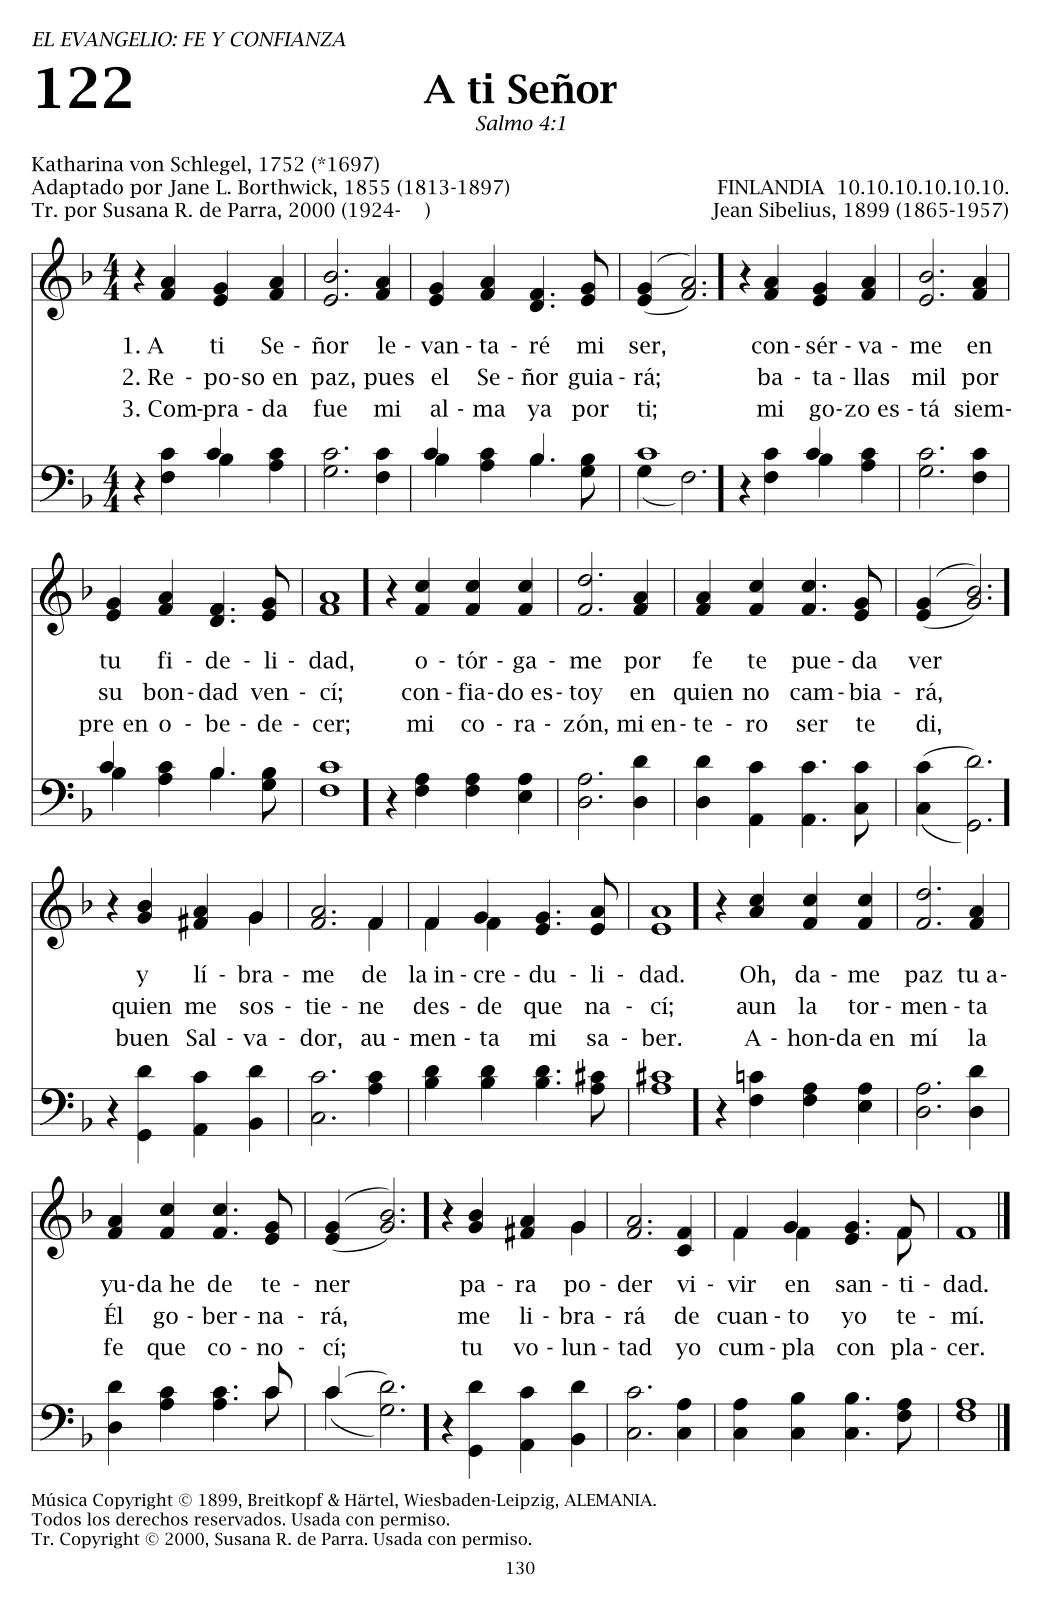 EL EVANGELIO: FE Y CONFIANZA
122
A ti Señor
Salmo 4:1
Katharina von Schlegel, 1752 (*1697)
Adaptado por Jane L. Borthwick, 1855 (1813-1897)
FINLANDIA 10.10.10.10.10.10.
Tr. por Susana R. de Parra, 2000 (1924- )
Jean Sibelius, 1899 (1865-1957)
1. A ti Se - ñor le - van - ta - ré mi ser, con - sér - va - me en
2. Re - po - so en paz, pues el Se - ñor guia - rá; ba - ta - llas mil por
3. Com - pra - da fue mi al - ma ya por ti; mi go - zo es - tá siem-
tu fi - de - li - dad, o - tór - ga - me por fe te pue - da ver
su bon - dad ven - cí; con - fia - do es - toy en quien no cam - bia - rá,
pre en o - be - de - cer; mi co - ra - zón, mi en - te - ro ser te di,
y lí - bra - me de la in - cre - du - li - dad. Oh, da - me paz tu a-
quien me sos - tie - ne des - de que na - cí; aun la tor - men - ta
buen Sal - va - dor, au - men - ta mi sa - ber. A - hon - da en mí la
yu - da he de te - ner pa - ra po - der vi - vir en san - ti - dad.
Él go - ber - na - rá, me li - bra - rá de cuan - to yo te - mí.
fe que co - no - cí; tu vo - lun - tad yo cum - pla con pla - cer.
Música Copyright © 1899, Breitkopf & Härtel, Wiesbaden-Leipzig, ALEMANIA.
Todos los derechos reservados. Usada con permiso.
Tr. Copyright © 2000, Susana R. de Parra. Usada con permiso.
130